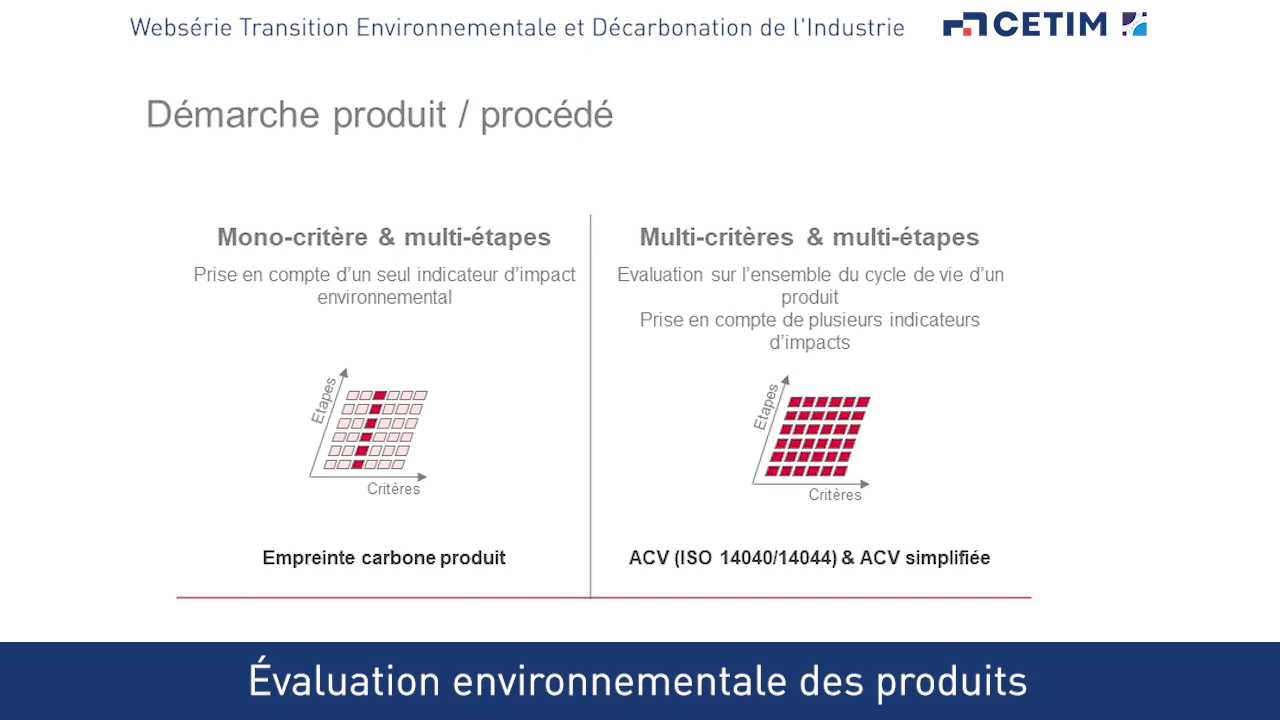 Websérie Transition Environnementale et Décarbonation de l'Industrie
CETIM
Démarche produit / procédé
Mono-critère & multi-étapes
Prise en compte d’un seul indicateur d’impact
environnemental
Etapes
Critères
Empreinte carbone produit
Multi-critères & multi-étapes
Evaluation sur l’ensemble du cycle de vie d’un
produit
Prise en compte de plusieurs indicateurs
d’impacts
Etapes
Critères
ACV (ISO 14040/14044) & ACV simplifiée
Évaluation environnementale des produits